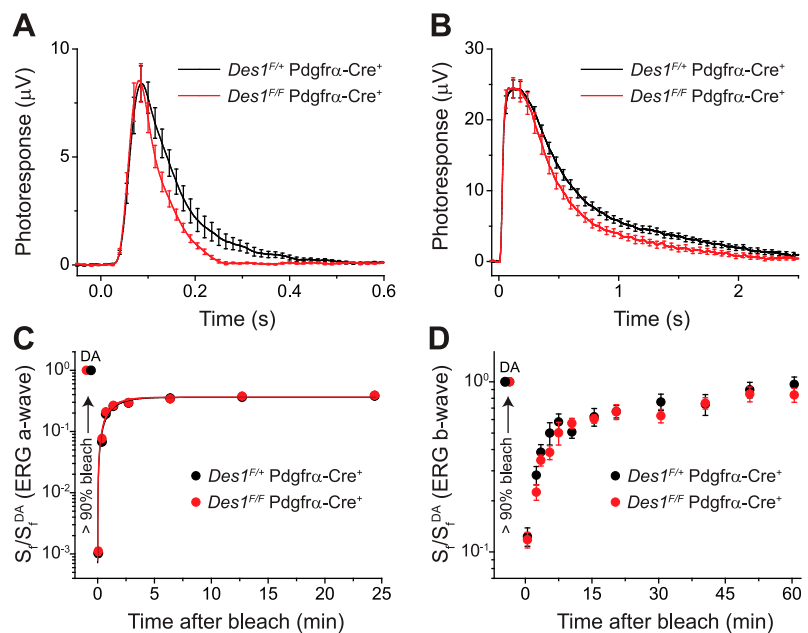 A
Photoresponse (μV)
10
5
0
Des1F/+ Pdgfrα-Cre+
Des1F/F Pdgfrα-Cre+
0.0 0.2 0.4 0.6
Time (s)
B
Photoresponse (μV)
30
20
10
0
Des1F/+ Pdgfrα-Cre+
Des1F/F Pdgfrα-Cre+
0 1 2
Time (s)
C
Sf/SfDA (ERG a-wave)
100
10-1
10-2
10-3
DA
> 90% bleach
Des1F/+ Pdgfrα-Cre+
Des1F/F Pdgfrα-Cre+
0 5 10 15 20 25
Time after bleach (min)
D
Sf/SfDA (ERG b-wave)
100
10-1
DA
> 90% bleach
Des1F/+ Pdgfrα-Cre+
Des1F/F Pdgfrα-Cre+
0 15 30 45 60
Time after bleach (min)